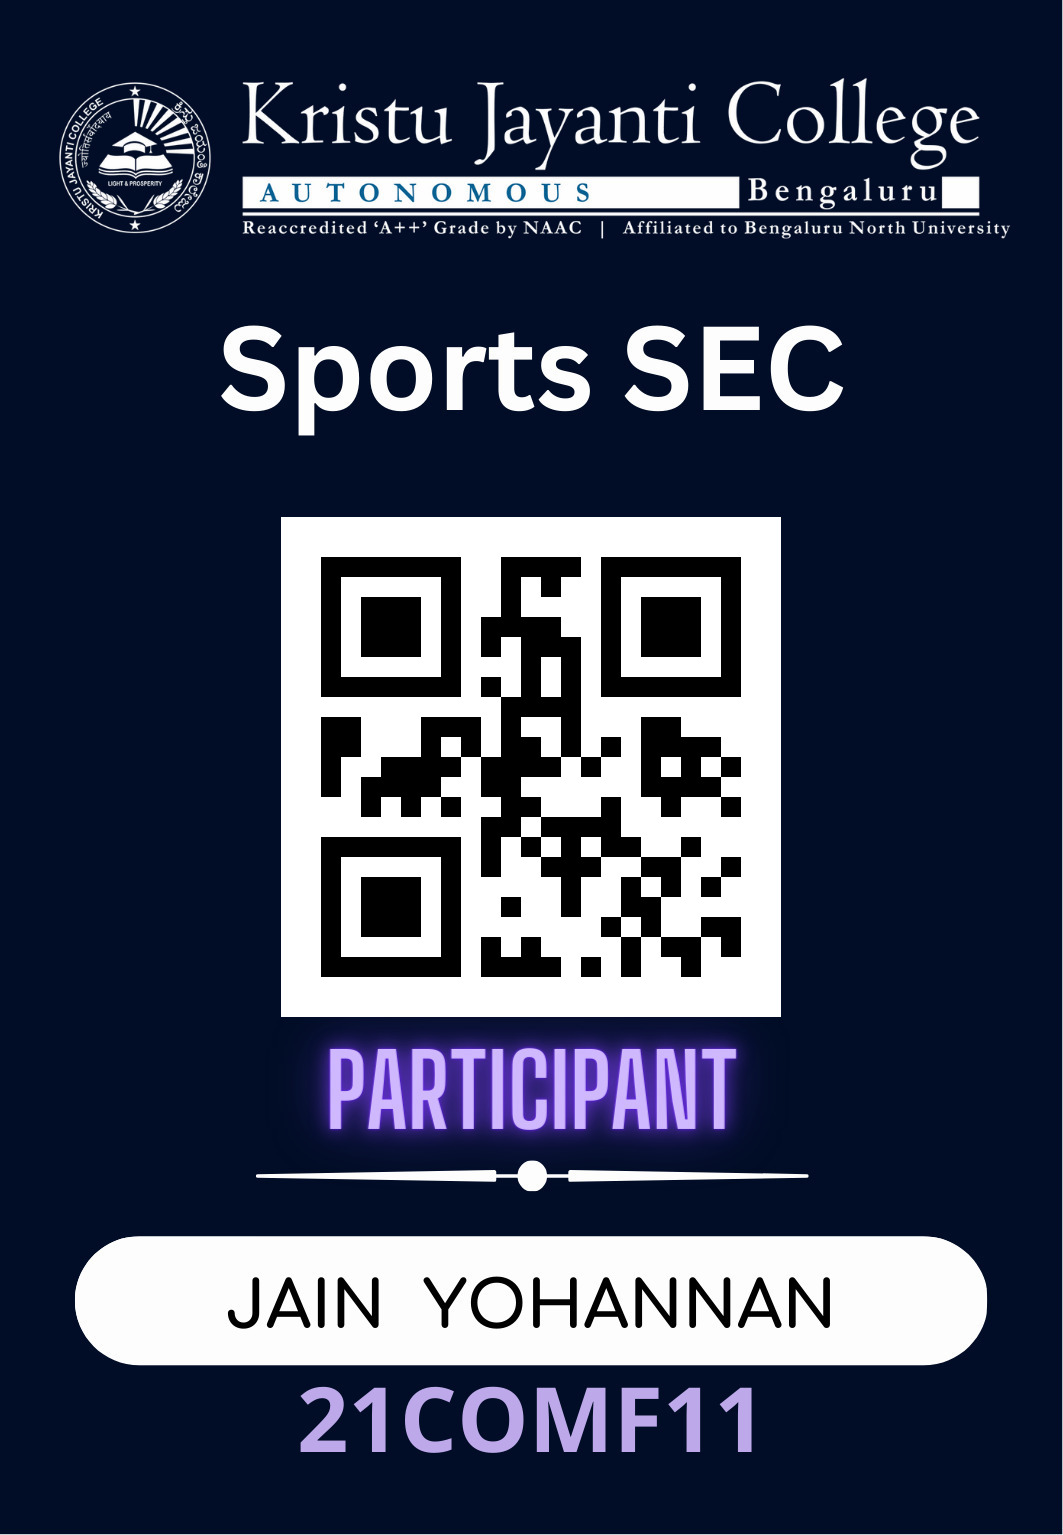 KRISTU JAYANTI COLLEGE
LIGHT & PROSPERITY
Kristu Jayanti College
AUTONOMOUS Bengaluru
Reaccredited ‘A++’ Grade by NAAC | Affiliated to Bengaluru North University
Sports SEC
PARTICIPANT
JAIN YOHANNAN
21COMF11